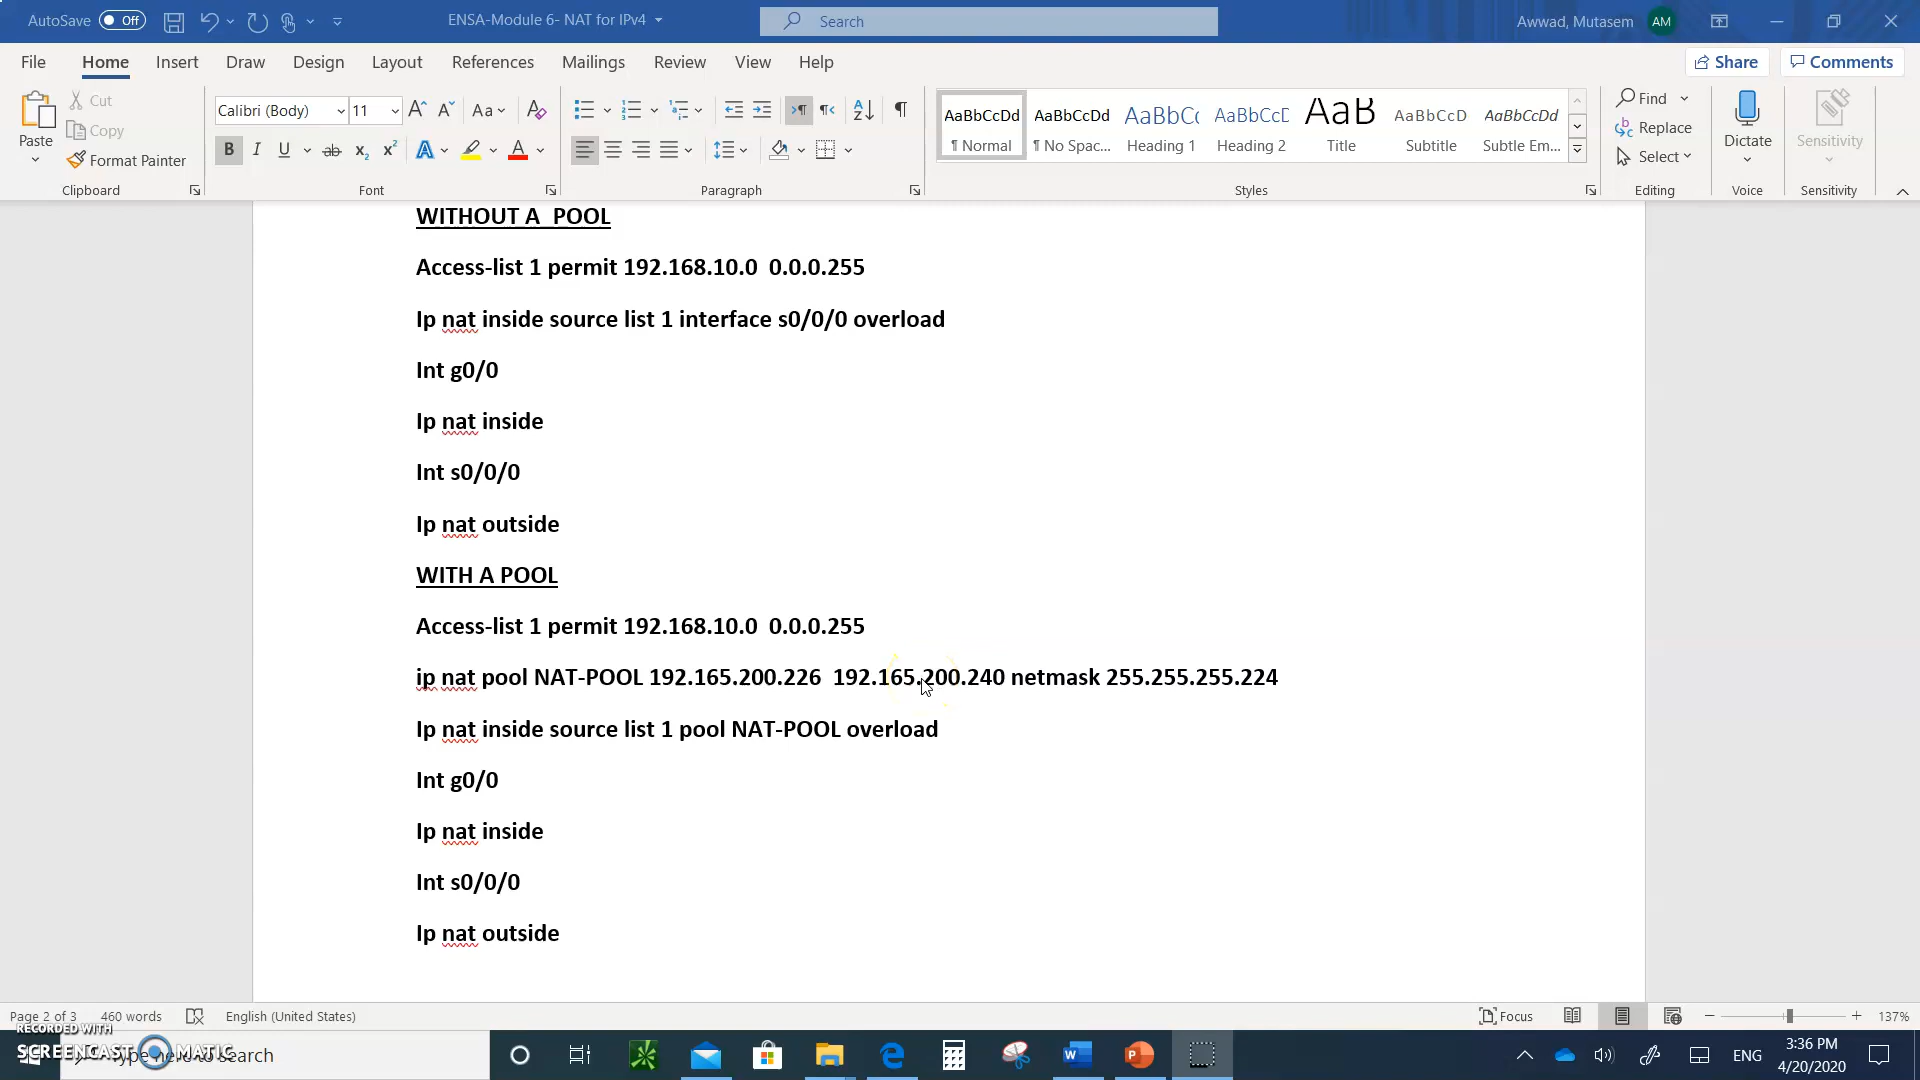 AutoSave Off ENSA-Module 6- NAT for IPv4 Search Awwad, Mutasem AM
File Home Insert Draw Design Layout References Mailings Review View Help Share Comments
Paste Cut Copy Format Painter Clipboard
Calibri (Body) 11 Font
Paragraph
AaBbCcDd AaBbCcDd AaBbC AaBbCcD AaB AaBbCcD AaBbCcDd
¶ Normal ¶ No Spac... Heading 1 Heading 2 Title Subtitle Subtle Em...
Styles
Find
Replace
Select
Editing
Dictate
Voice
Sensitivity
Sensitivity
WITHOUT A POOL
Access-list 1 permit 192.168.10.0 0.0.0.255
Ip nat inside source list 1 interface s0/0/0 overload
Int g0/0
Ip nat inside
Int s0/0/0
Ip nat outside
WITH A POOL
Access-list 1 permit 192.168.10.0 0.0.0.255
ip nat pool NAT-POOL 192.165.200.226 192.165.200.240 netmask 255.255.255.224
Ip nat inside source list 1 pool NAT-POOL overload
Int g0/0
Ip nat inside
Int s0/0/0
Ip nat outside
Page 2 of 3 460 words English (United States) Focus 137%
RECORDED WITH
SCREENCAST MATIC
Type here to search
ENG
3:36 PM
4/20/2020